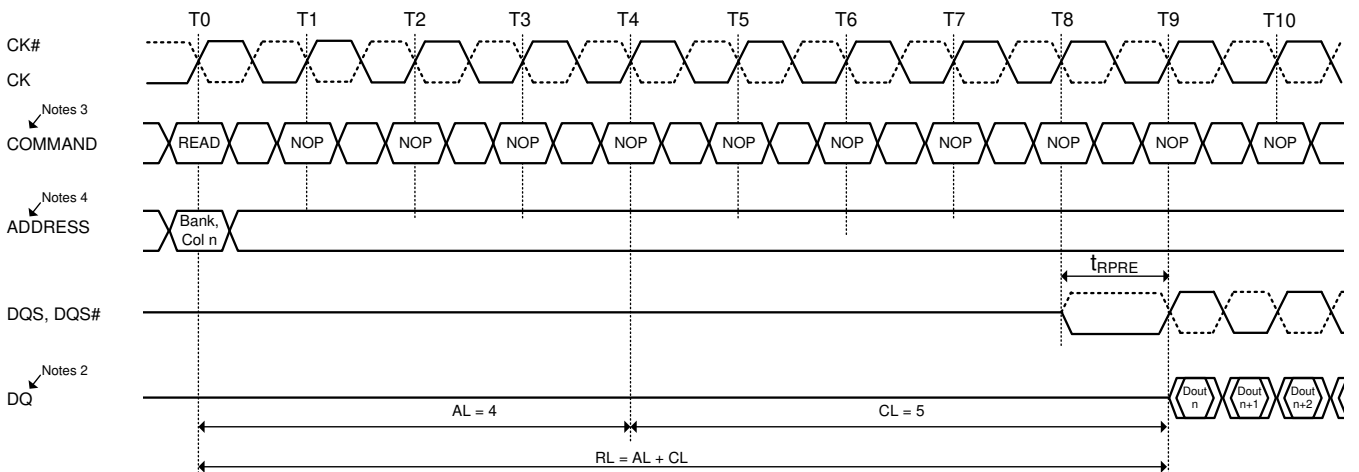 T0 T1 T2 T3 T4 T5 T6 T7 T8 T9 T10
CK#
CK
Notes 3
COMMAND READ NOP NOP NOP NOP NOP NOP NOP NOP NOP NOP
Notes 4
ADDRESS
Bank,
Col n
tRPRE
DQS, DQS#
Notes 2
DQ
Dout
n
Dout
n+1
Dout
n+2
AL = 4 CL = 5
RL = AL + CL